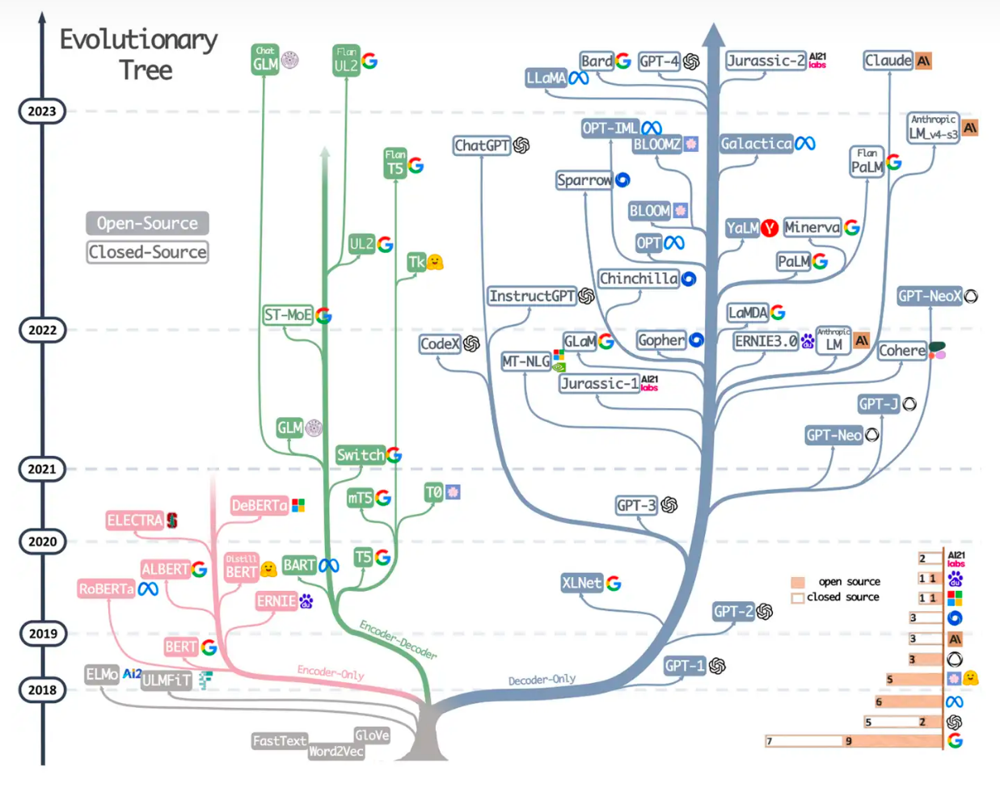 Evolutionary
Tree
Chat
GLM
Flan
UL2
Bard
GPT-4
Jurassic-2
AI21
labs
Claude
A\
LLaMA
2023
OPT-IML
Anthropic
LM_v4-s3
A\
ChatGPT
BLOOMZ
Galactica
Flan
T5
Flan
PaLM
Sparrow
BLOOM
Open-Source
Closed-Source
YaLM
Y
Minerva
UL2
OPT
Tk
PaLM
Chinchilla
InstructGPT
GPT-NeoX
ST-MoE
LaMDA
2022
CodeX
GLaM
Gopher
ERNIE3.0
Anthropic
LM
A\
Cohere
MT-NLG
Jurassic-1
AI21
labs
GPT-J
GLM
GPT-Neo
Switch
2021
mT5
T0
DeBERTa
GPT-3
ELECTRA
S
2020
T5
2
AI21
labs
ALBERT
Distill
BERT
BART
RoBERTa
XLNet
open source
1 1
ERNIE
closed source
1 1
GPT-2
3
2019
Encoder-Decoder
3
A\
BERT
3
GPT-1
ELMo
Ai2
ULMFiT
Encoder-Only
Decoder-Only
5
2018
6
5
2
FastText
GloVe
Word2Vec
7
9